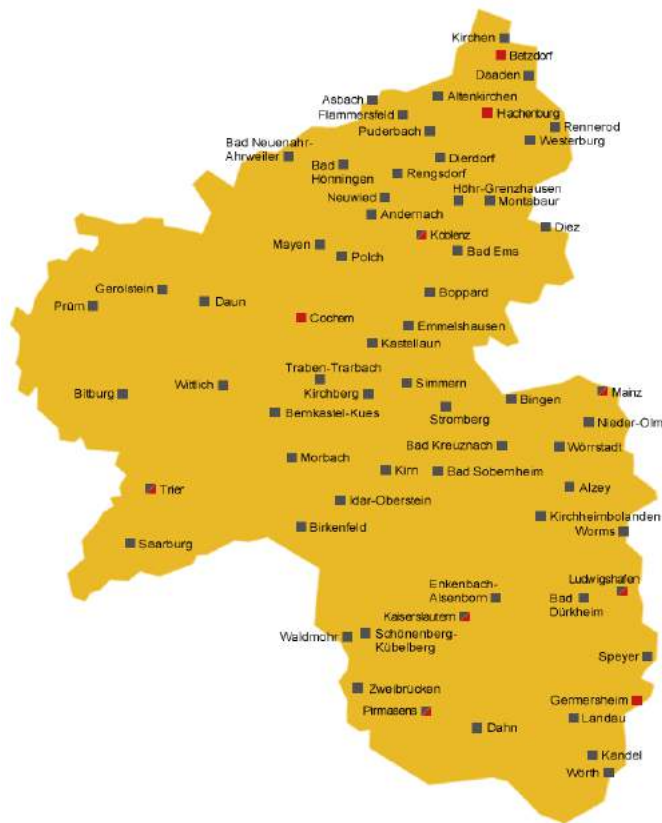 Kirchen
Betzdorf
Daaden
Altenkirchen
Asbach
Flammersfeld
Hachenburg
Puderbach
Rennerod
Westerburg
Bad Neuenahr-
Ahrweiler
Bad
Hönningen
Dierdorf
Rengsdorf
Neuwied
Höhr-Grenzhausen
Montabaur
Andernach
Diez
Koblenz
Mayen
Polch
Bad Ems
Gerolstein
Daun
Prüm
Boppard
Cochem
Emmelshausen
Kastellaun
Traben-Trarbach
Wittlich
Bitburg
Kirchberg
Simmern
Mainz
Bingen
Bernkastel-Kues
Stromberg
Nieder-Olm
Bad Kreuznach
Wörrstadt
Morbach
Kirn
Bad Sobernheim
Trier
Alzey
Idar-Oberstein
Kirchheimbolanden
Worms
Birkenfeld
Saarburg
Ludwigshafen
Enkenbach-
Alsenborn
Bad
Dürkheim
Kaiserslautern
Waldmohr
Schönenberg-
Kübelberg
Speyer
Zweibrücken
Germersheim
Pirmasens
Landau
Dahn
Kandel
Wörth